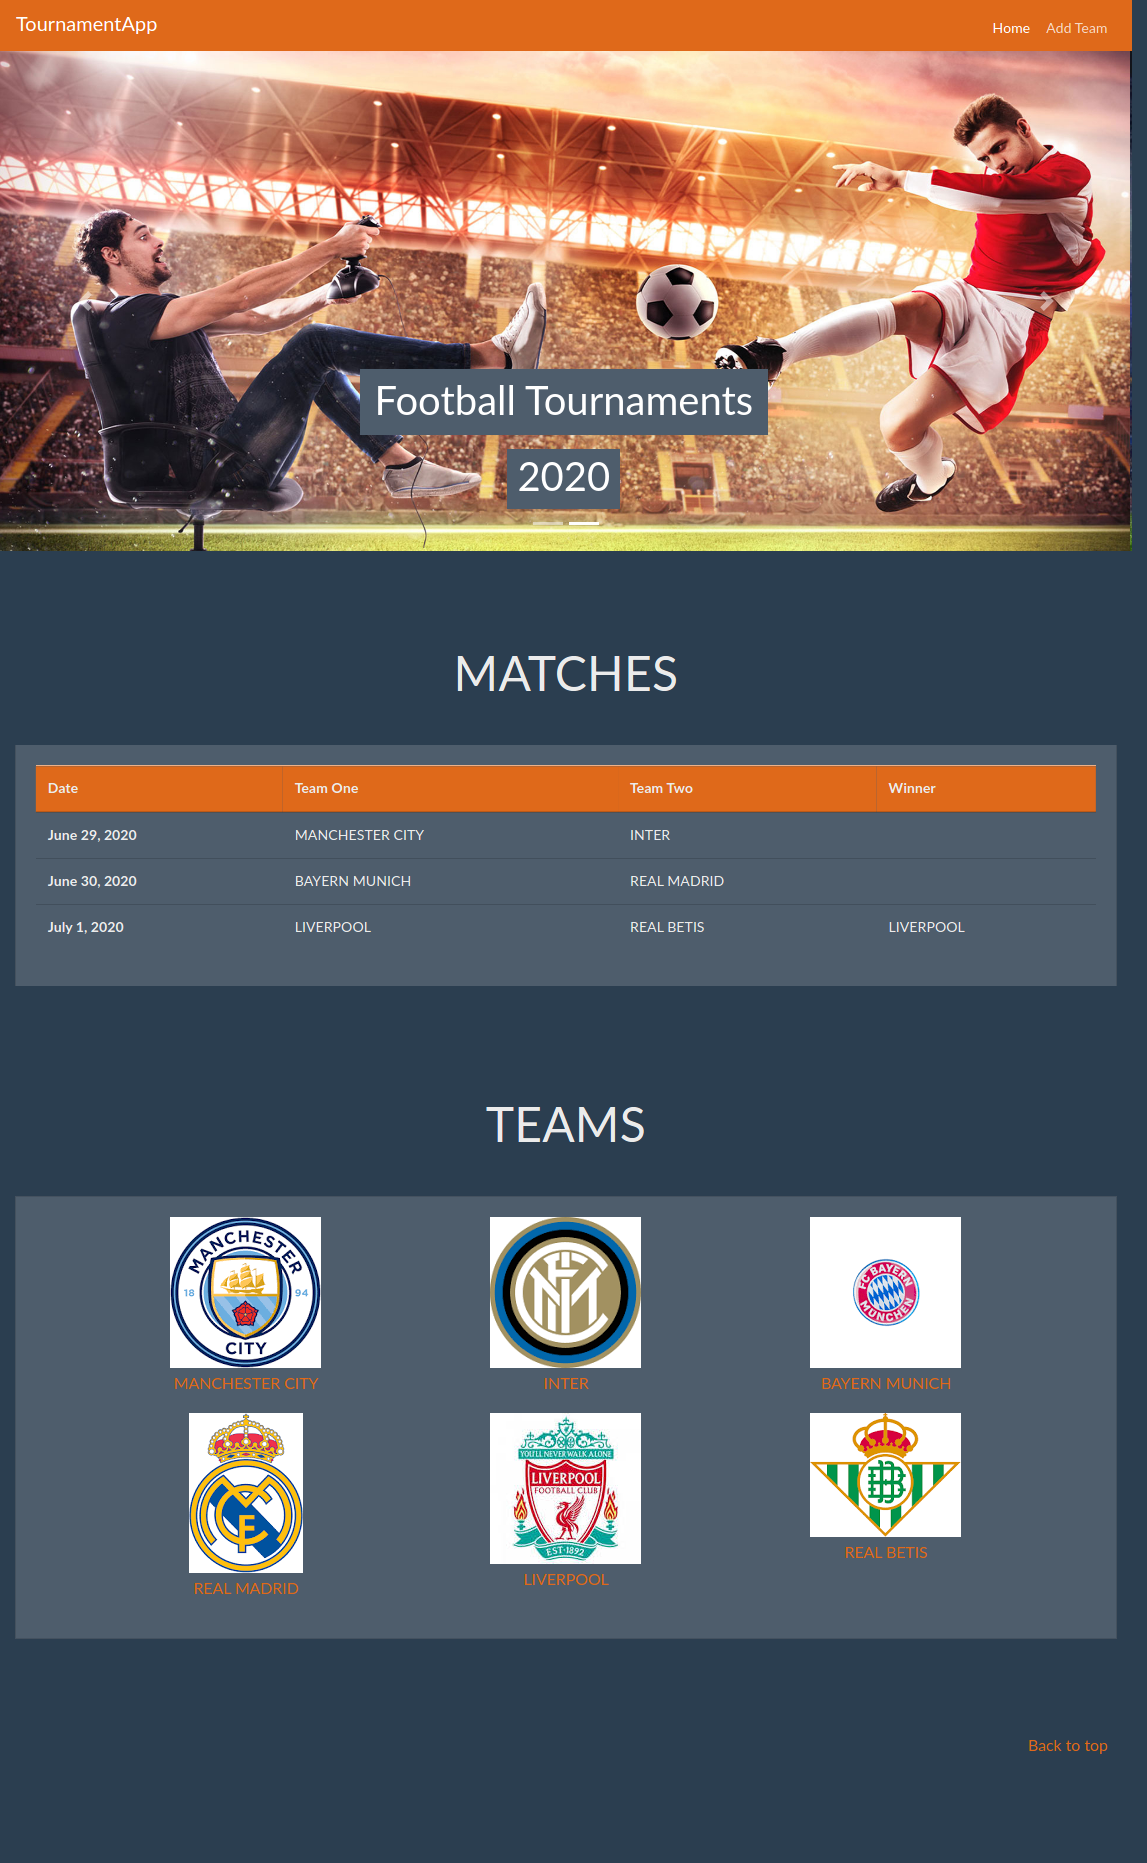 TournamentApp
Home Add Team
Football Tournaments
2020
MATCHES
Date Team One Team Two Winner
June 29, 2020 MANCHESTER CITY INTER
June 30, 2020 BAYERN MUNICH REAL MADRID
July 1, 2020 LIVERPOOL REAL BETIS LIVERPOOL
TEAMS
MANCHESTER
18 94
CITY
FC BAYERN
MÜNCHEN
MANCHESTER CITY INTER BAYERN MUNICH
YOU'LL NEVER WALK ALONE
LIVERPOOL
FOOTBALL CLUB
EST·1892
REAL MADRID LIVERPOOL REAL BETIS
Back to top